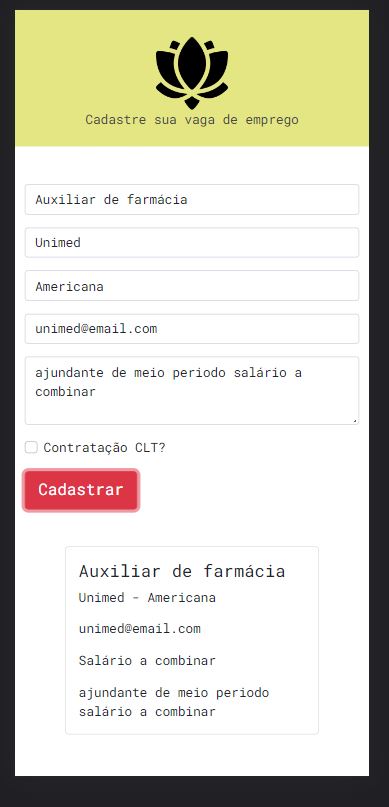 Cadastre sua vaga de emprego
Auxiliar de farmácia
Unimed
Americana
unimed@email.com
ajundante de meio periodo salário a
combinar
Contratação CLT?
Cadastrar
Auxiliar de farmácia
Unimed - Americana
unimed@email.com
Salário a combinar
ajundante de meio periodo
salário a combinar